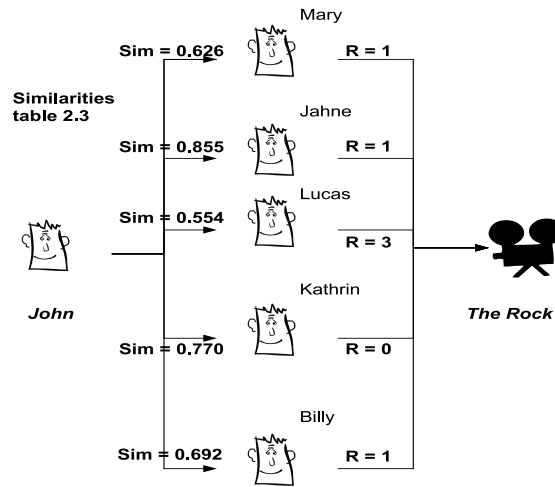 Mary
Sim = 0.626
R = 1
Similarities
table 2.3
Jahne
Sim = 0.855
R = 1
Lucas
Sim = 0.554
R = 3
John
The Rock
Kathrin
Sim = 0.770
R = 0
Billy
Sim = 0.692
R = 1